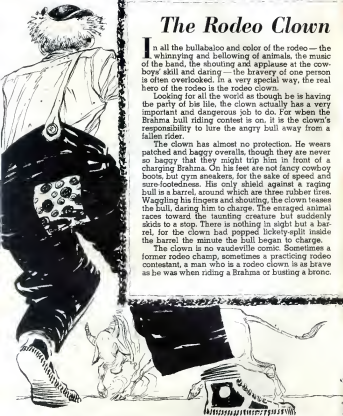 The Rodeo Clown
In all the bullabaloo and color of the rodeo — the
whinnying and bellowing of animals, the music
of the band, the shouting and applause at the cow-
boys' skill and daring — the bravery of one person
is often overlooked. In a very special way, the real
hero of the rodeo is the rodeo clown.
Looking for all the world as though he is having
the party of his life, the clown actually has a very
important and dangerous job to do. For when the
Brahma bull riding contest is on, it is the clown's
responsibility to lure the angry bull away from a
fallen rider.
The clown has almost no protection. He wears
patched and baggy overalls, though they are never
so baggy that they might trip him in front of a
charging Brahma. On his feet are not fancy cowboy
boots, but gym sneakers, for the sake of speed and
sure-footedness. His only shield against a raging
bull is a barrel, around which are three rubber tires.
Waggling his fingers and shouting, the clown teases
the bull, daring him to charge. The enraged animal
races toward the taunting creature but suddenly
skids to a stop. There is nothing in sight but a bar-
rel, for the clown had popped lickety-split inside
the barrel the minute the bull began to charge.
The clown is no vaudeville comic. Sometimes a
former rodeo champ, sometimes a practicing rodeo
contestant, a man who is a rodeo clown is as brave
as he was when riding a Brahma or busting a bronc.